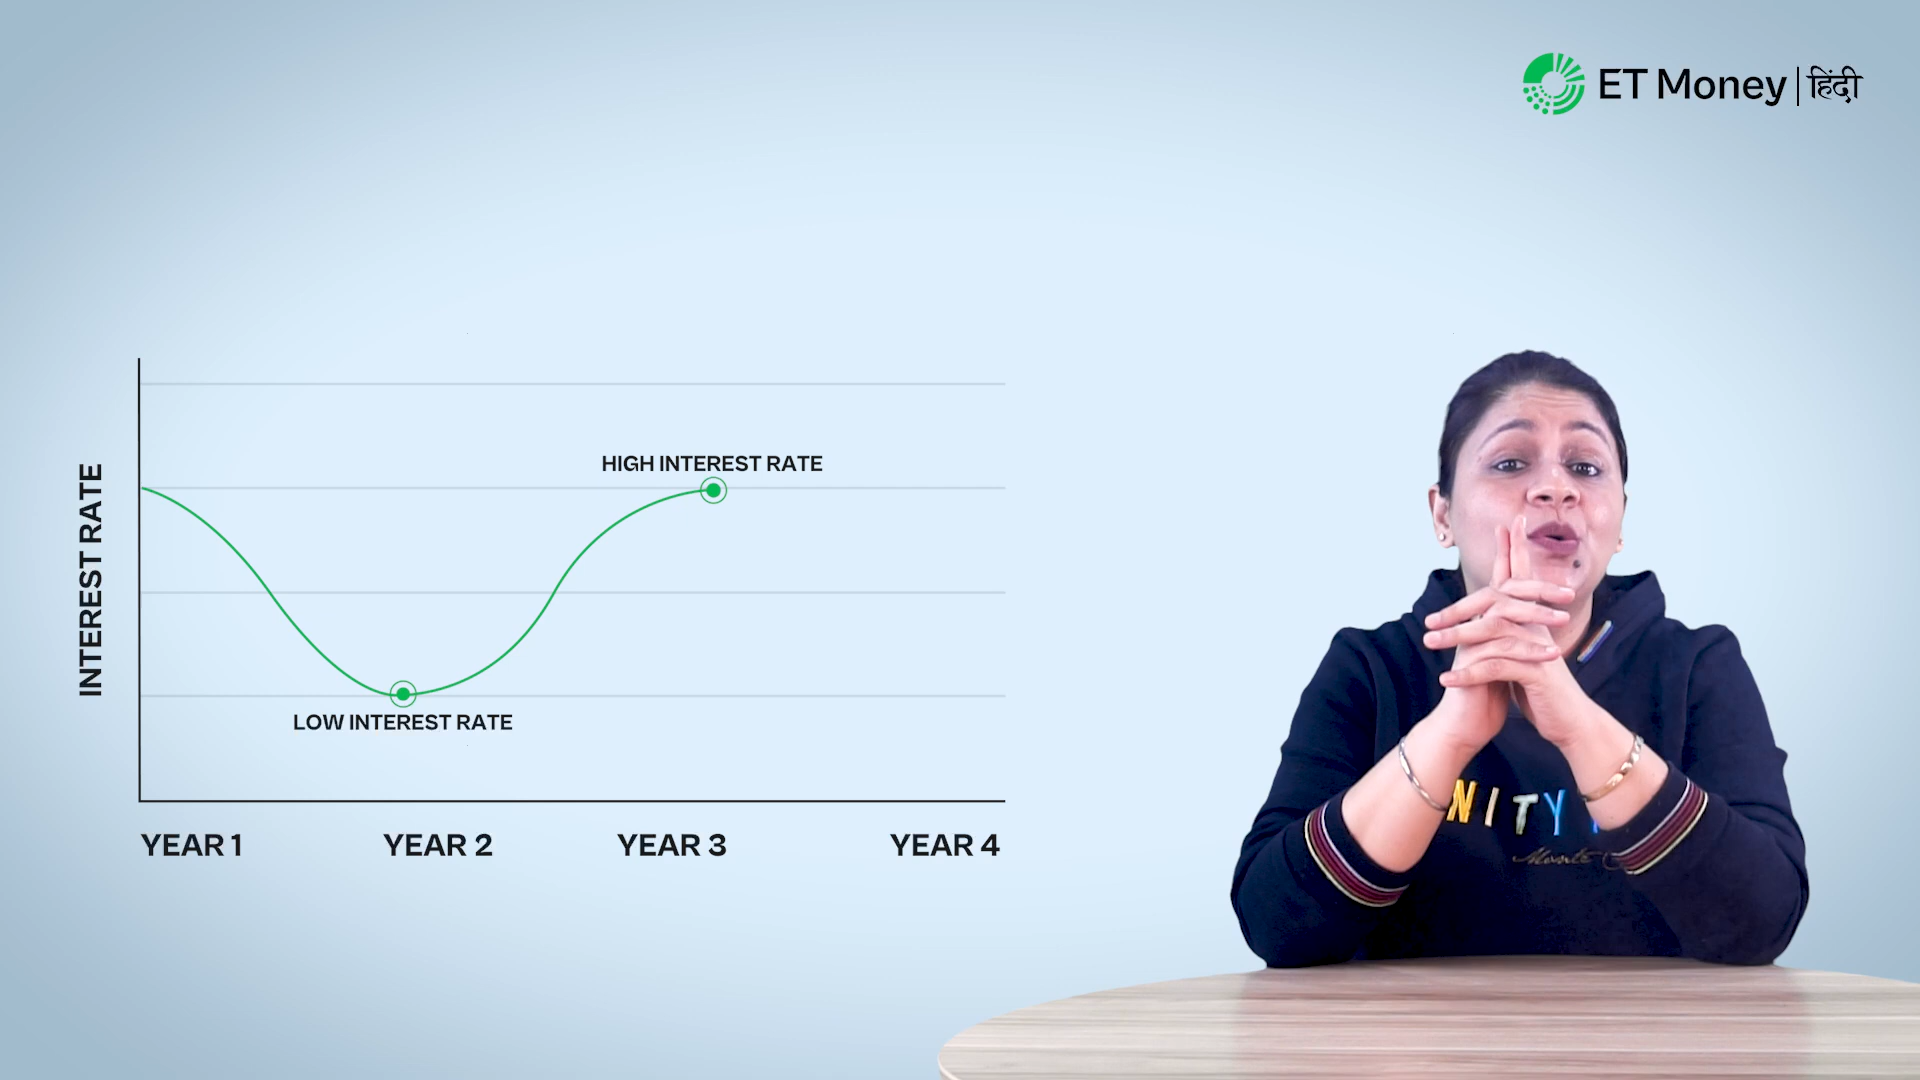 ET Money | हिंदी
HIGH INTEREST RATE
INTEREST RATE
LOW INTEREST RATE
YEAR 1 YEAR 2 YEAR 3 YEAR 4
NITY
Monte